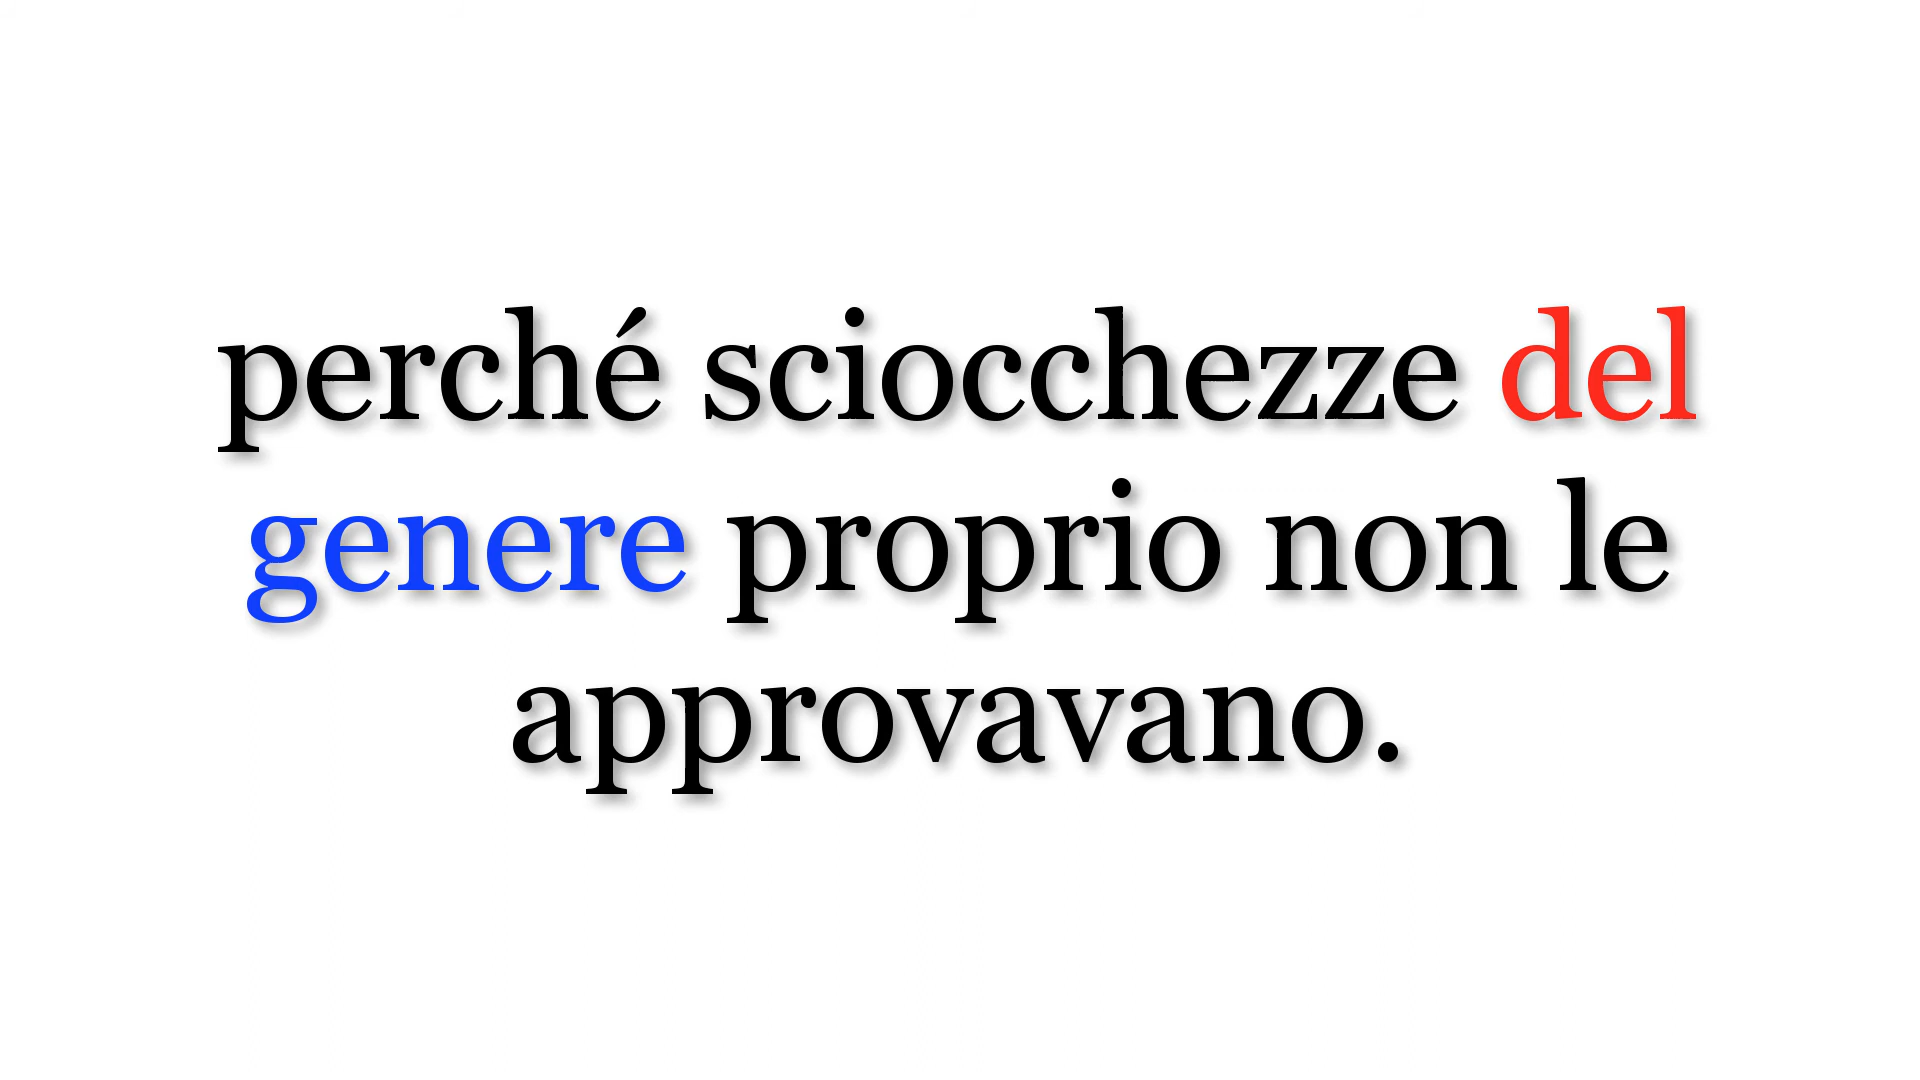 perché sciocchezze del
genere proprio non le
approvavano.